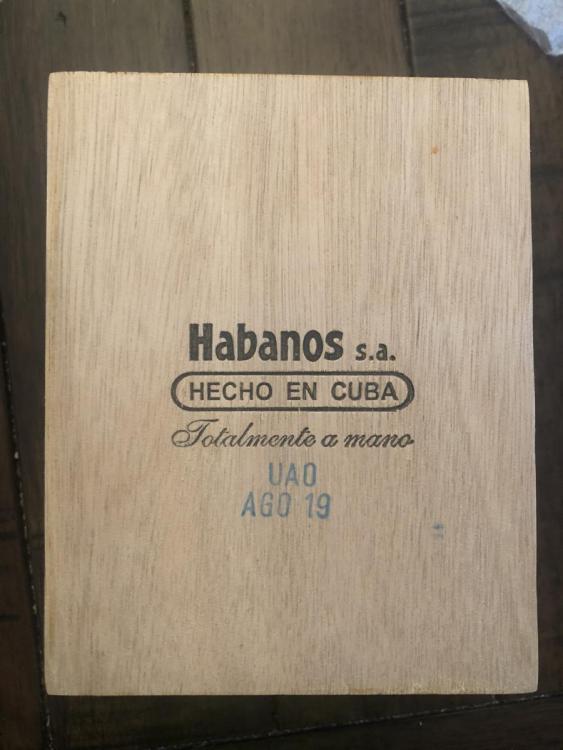 Habanos s.a.
HECHO EN CUBA
Totalmente a mano
UAO
AGO 19